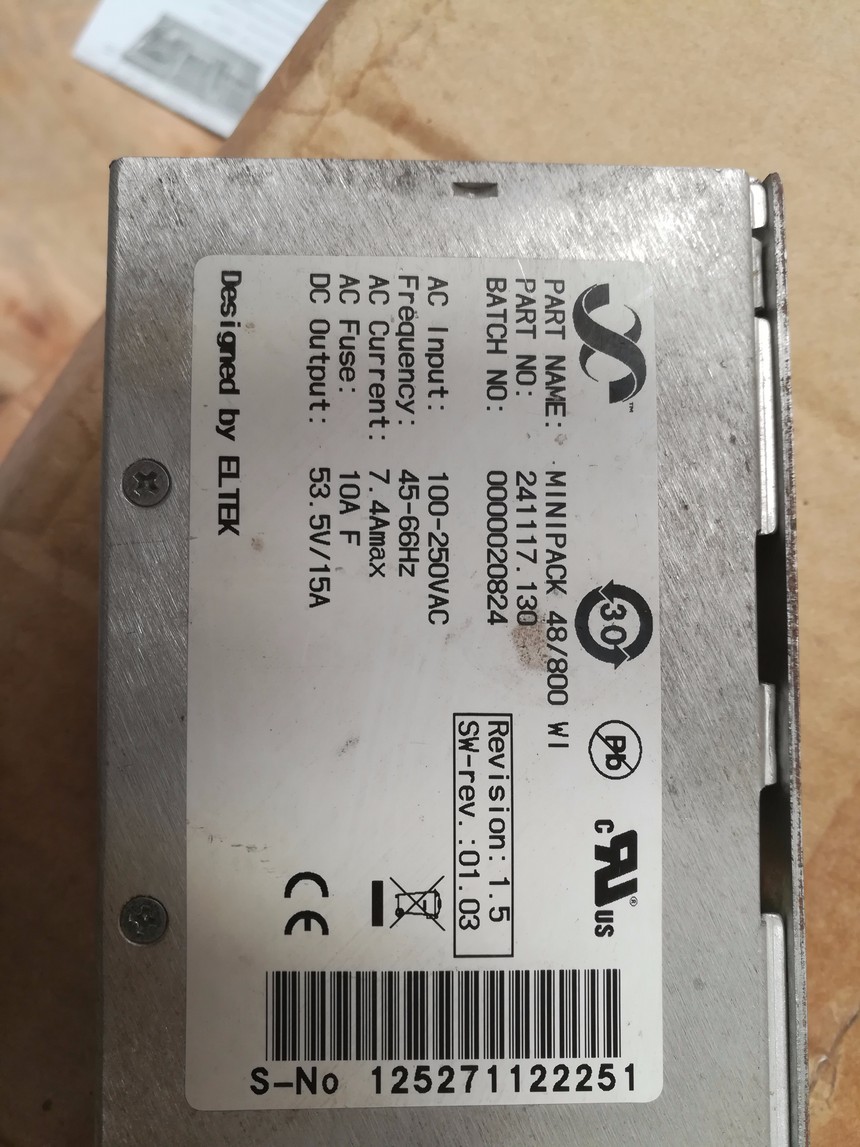 PART NAME: MINIPACK 48/800 WI
PART NO: 241117.130
BATCH NO: 0000020824
AC Input: 100-250VAC
Frequency: 45-66Hz
AC Current: 7.4Amax
AC Fuse: 10A F
DC Output: 53.5V/15A
Designed by ELTEK
TM
30
Pb
c RU® US
Revision: 1.5
SW-rev.:01.03
CE
S-No 125271122251